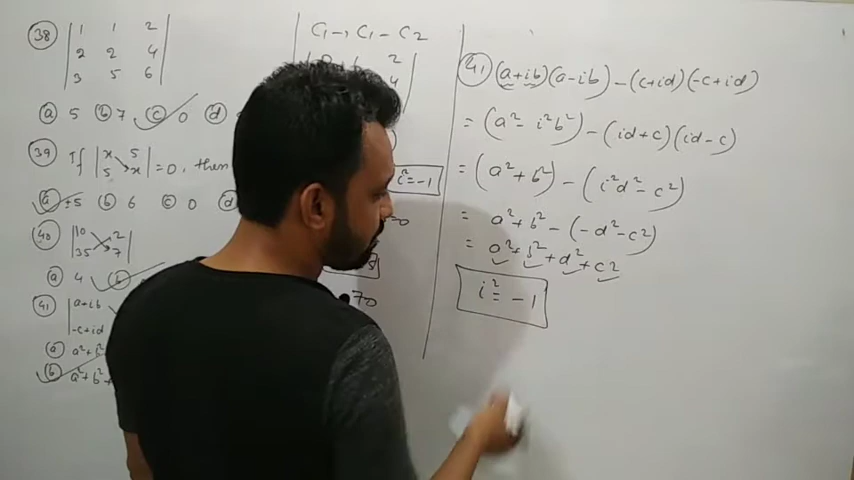 38 | 1 1 2 |
| 2 2 4 |
| 3 5 6 |
a 5 b 7 c 0 d
39 If | x 5 | = 0, then
| 5 x |
a ±5 b 6 c 0 d
40 | 10 2 |
| 35 7 |
a 4 b
41 | a+ib
| -c+id
a a²+b²
b a²+b²+
C₁→C₁-C₂
2
i²=-1
70
41 (a+ib)(a-ib) - (c+id)(-c+id)
= (a² - i²b²) - (id+c)(id-c)
= (a² + b²) - (i²d² - c²)
= a²+b² - (-d²-c²)
= a²+b²+d²+c²
i² = -1